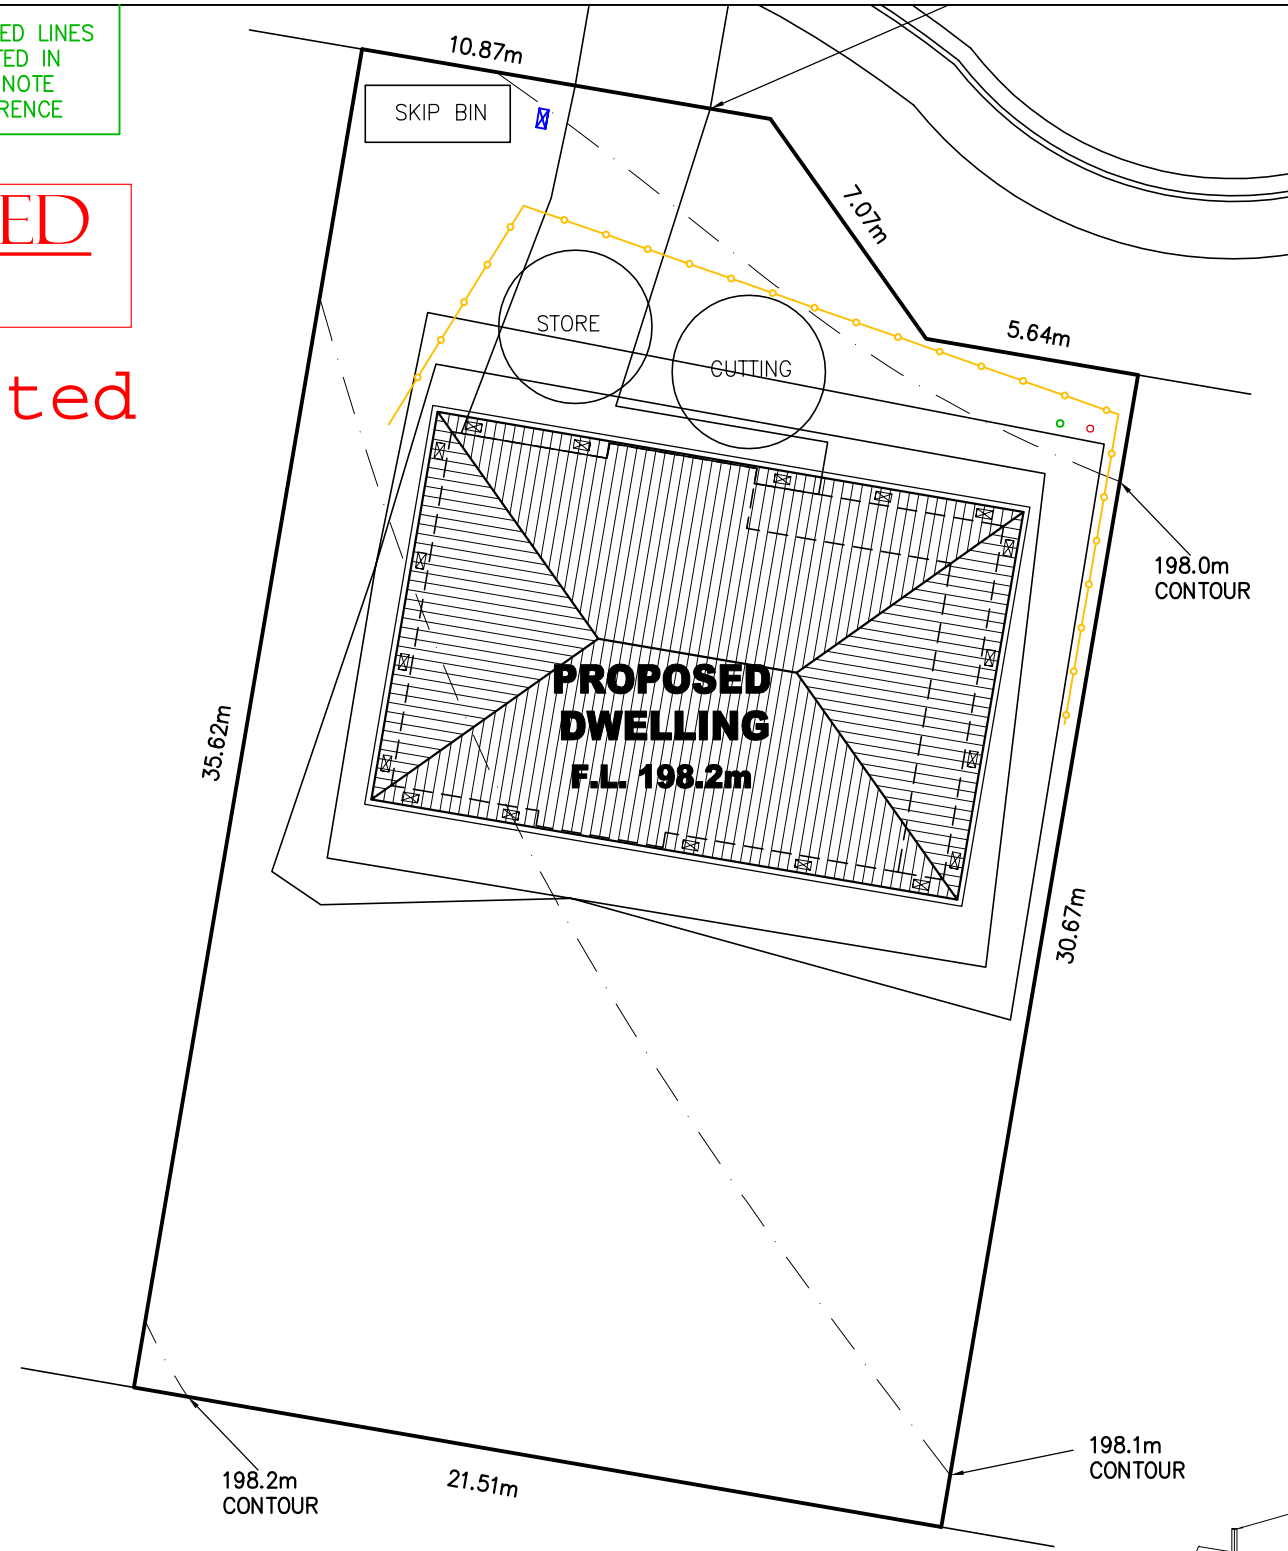 ED LINES
TED IN
NOTE
RENCE
ED
ted
10.87m
SKIP BIN
7.07m
5.64m
STORE
CUTTING
198.0m
CONTOUR
PROPOSED
DWELLING
F.L. 198.2m
35.62m
30.67m
198.1m
CONTOUR
198.2m
CONTOUR
21.51m